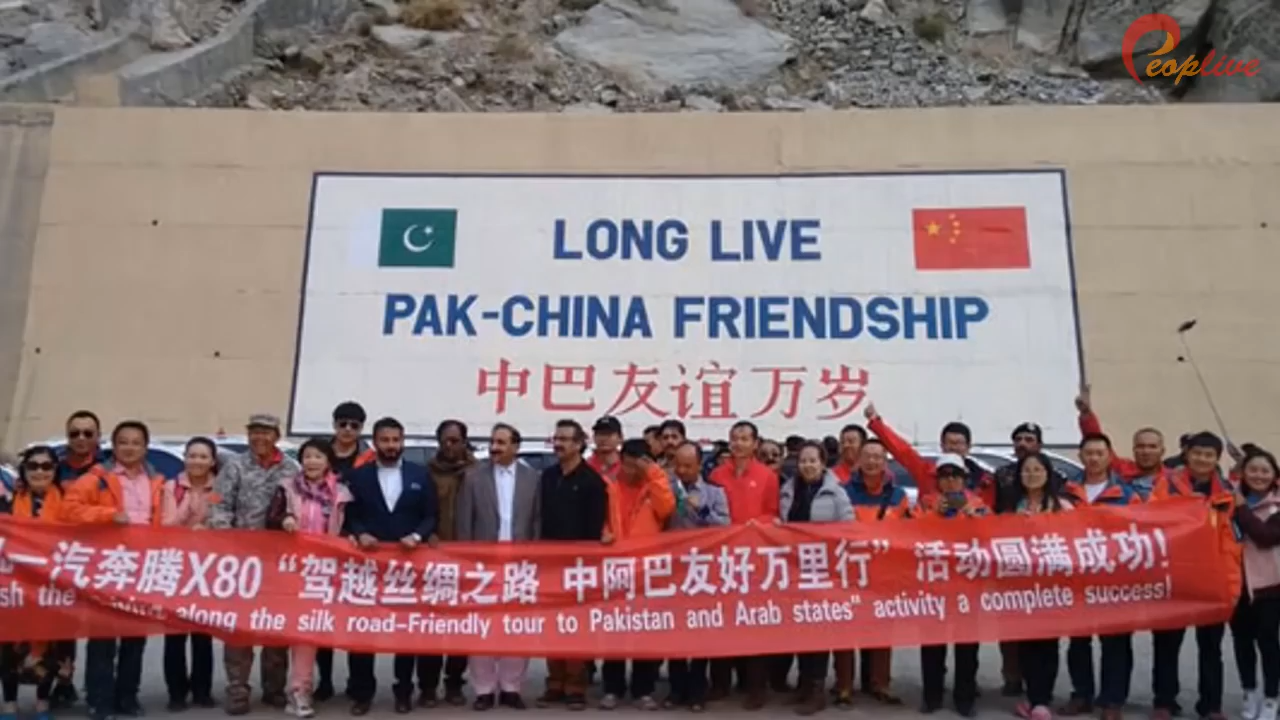 Peoplive
LONG LIVE
PAK-CHINA FRIENDSHIP
中巴友谊万岁
一汽奔腾X80 “驾越丝绸之路 中阿巴友好万里行” 活动圆满成功!
the along the silk road-Friendly tour to Pakistan and Arab states" activity a complete success!